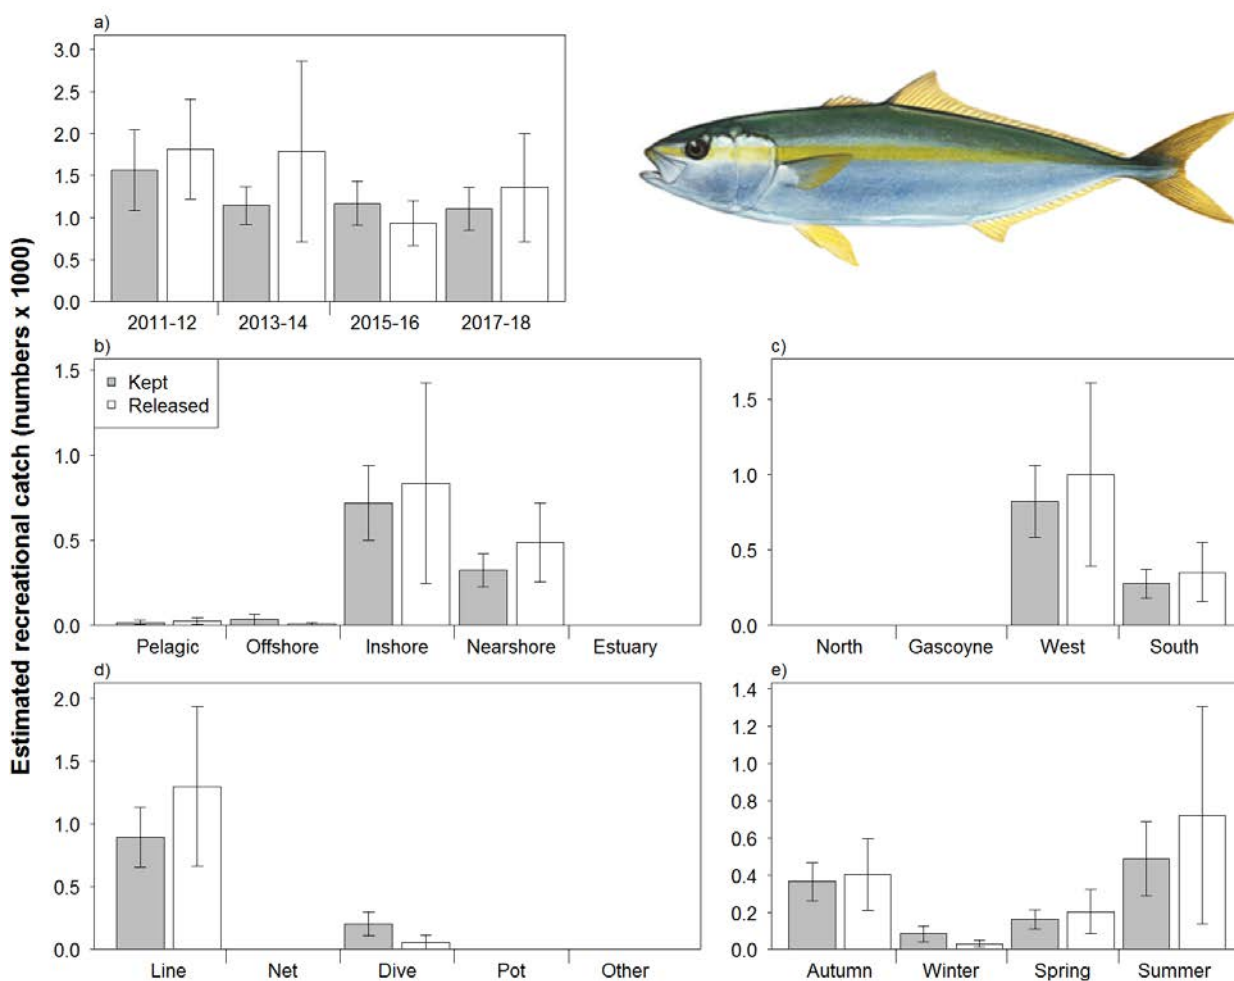 Estimated recreational catch (numbers x 1000)
a)
3.0
2.5
2.0
1.5
1.0
0.5
0.0
2011-12 2013-14 2015-16 2017-18
b)
1.5
1.0
0.5
0.0
Kept
Released
Pelagic Offshore Inshore Nearshore Estuary
c)
1.5
1.0
0.5
0.0
North Gascoyne West South
d)
2.0
1.5
1.0
0.5
0.0
Line Net Dive Pot Other
e)
1.4
1.2
1.0
0.8
0.6
0.4
0.2
0.0
Autumn Winter Spring Summer